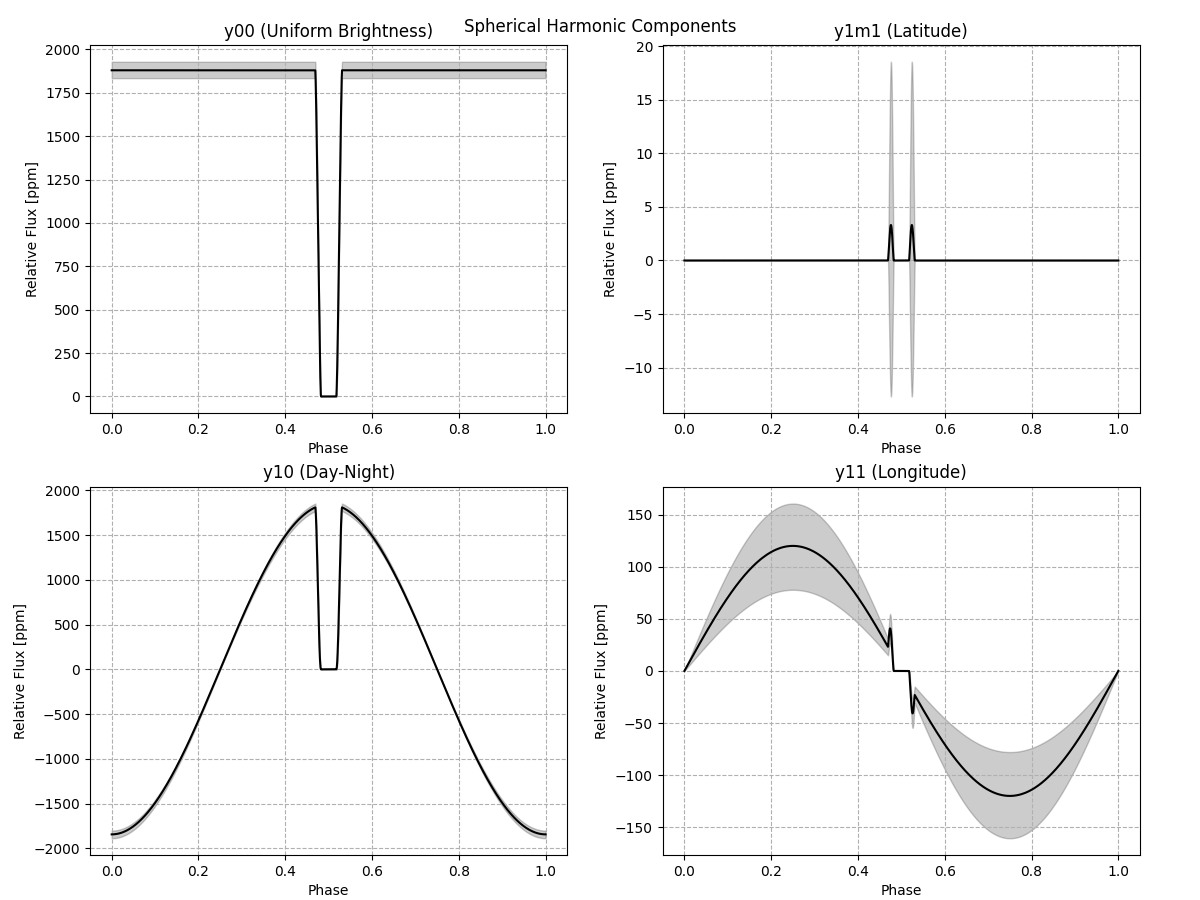 Spherical Harmonic Components
y00 (Uniform Brightness)
2000
1750
1500
1250
1000
750
500
250
0
Relative Flux [ppm]
0.0 0.2 0.4 0.6 0.8 1.0
Phase
y1m1 (Latitude)
20
15
10
5
0
−5
−10
Relative Flux [ppm]
0.0 0.2 0.4 0.6 0.8 1.0
Phase
y10 (Day-Night)
2000
1500
1000
500
0
−500
−1000
−1500
−2000
Relative Flux [ppm]
0.0 0.2 0.4 0.6 0.8 1.0
Phase
y11 (Longitude)
150
100
50
0
−50
−100
−150
Relative Flux [ppm]
0.0 0.2 0.4 0.6 0.8 1.0
Phase